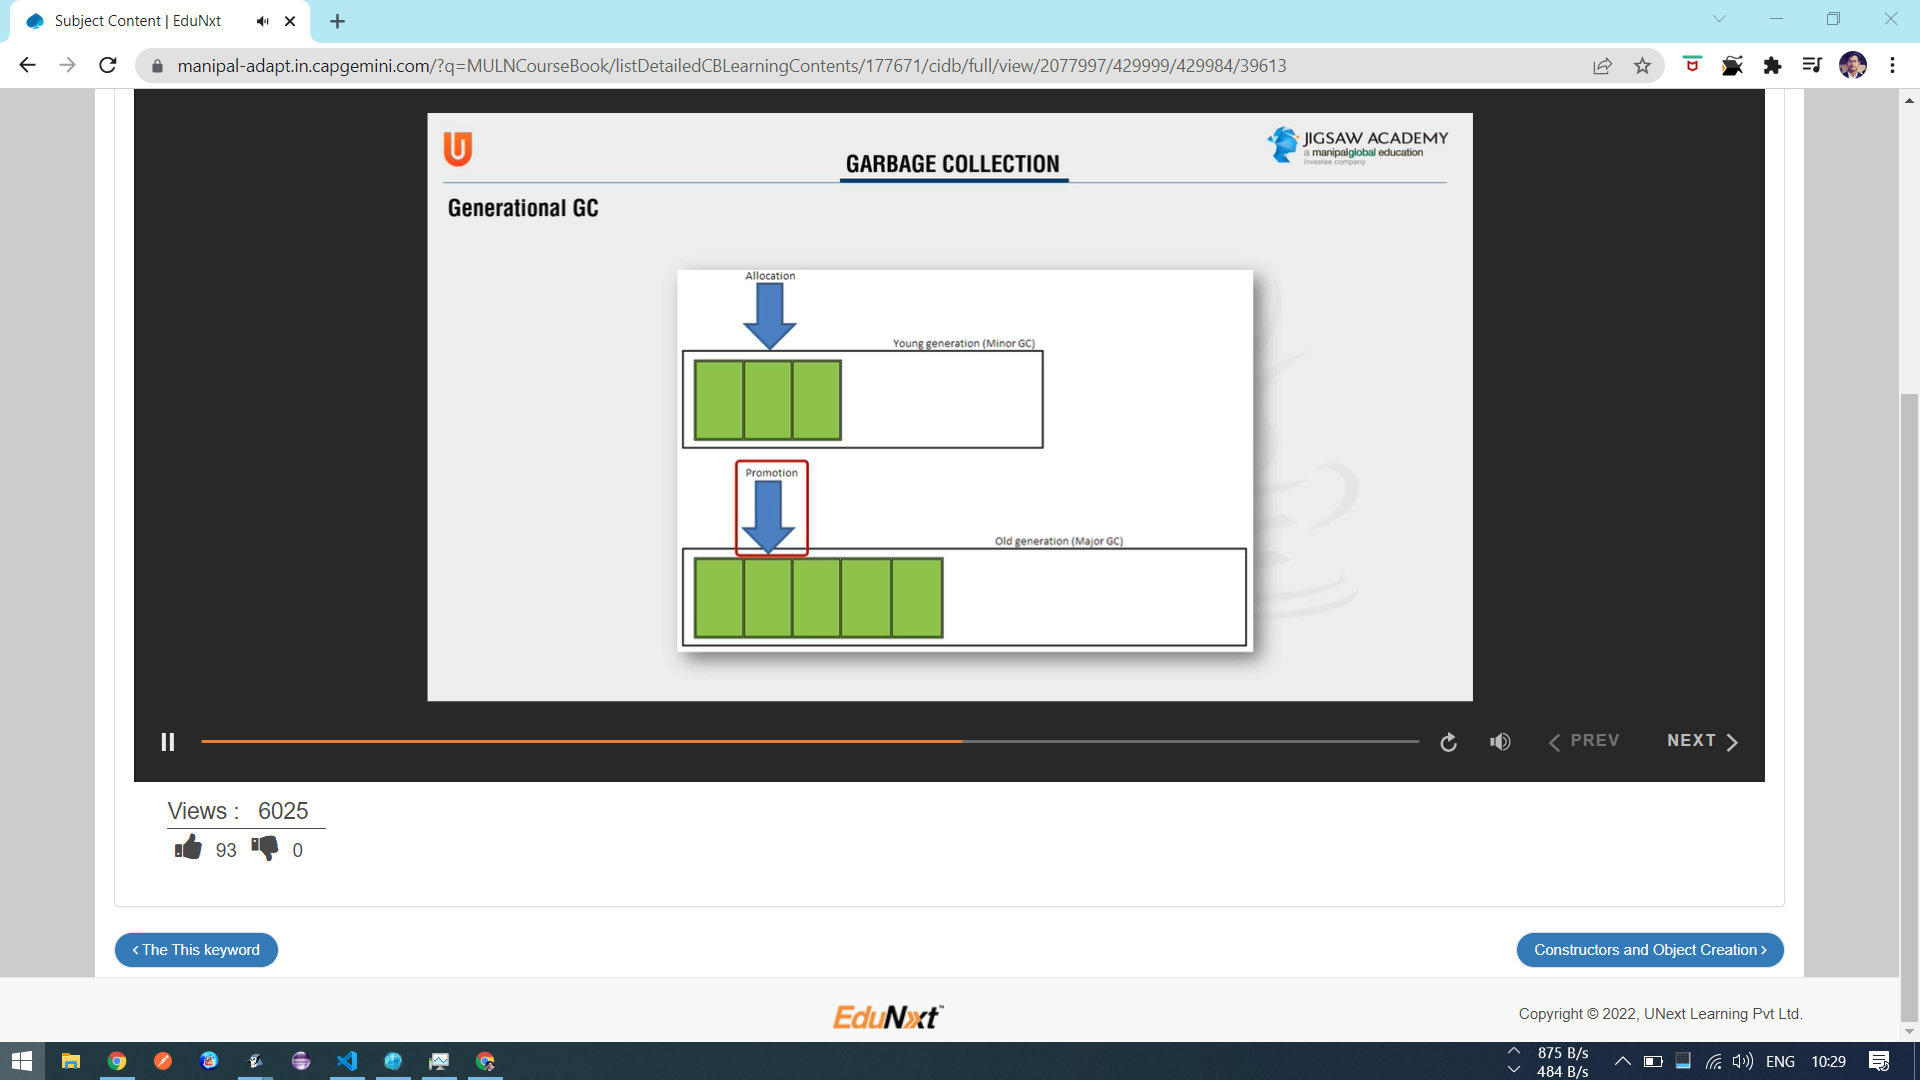 Subject Content | EduNxt
manipal-adapt.in.capgemini.com/?q=MULNCourseBook/listDetailedCBLearningContents/177671/cidb/full/view/2077997/429999/429984/39613
U
JIGSAW ACADEMY
a manipalglobal education
investee company
GARBAGE COLLECTION
Generational GC
Allocation
Young generation (Minor GC)
Promotion
Old generation (Major GC)
PREV
NEXT
Views : 6025
93
0
‹ The This keyword
Constructors and Object Creation ›
EduNxt™
Copyright © 2022, UNext Learning Pvt Ltd.
875 B/s
484 B/s
ENG
10:29